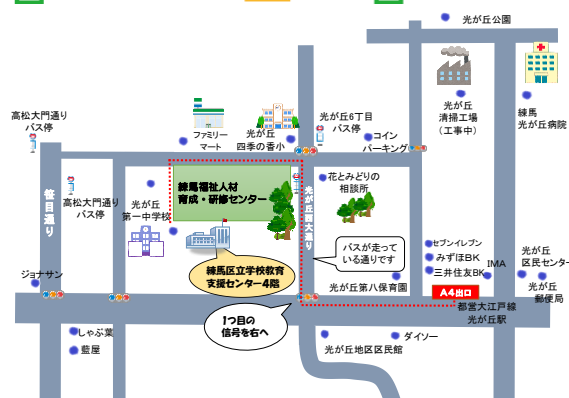 光が丘公園
高松大門通り
バス停
ファミリー
マート
光が丘
四季の香小
光が丘6丁目
バス停
コイン
パーキング
光が丘
清掃工場
(工事中)
練馬
光が丘病院
笹目通り
高松大門通り
バス停
光が丘
第一中学校
練馬福祉人材
育成・研修センター
光が丘西大通り
花とみどりの
相談所
バスが走って
いる通りです
セブンイレブン
みずほBK
三井住友BK
IMA
光が丘
区民センター
光が丘
郵便局
ジョナサン
練馬区立学校教育
支援センター4階
光が丘第八保育園
A4出口
都営大江戸線
光が丘駅
1つ目の
信号を右へ
しゃぶ葉
藍屋
光が丘地区区民館
ダイソー